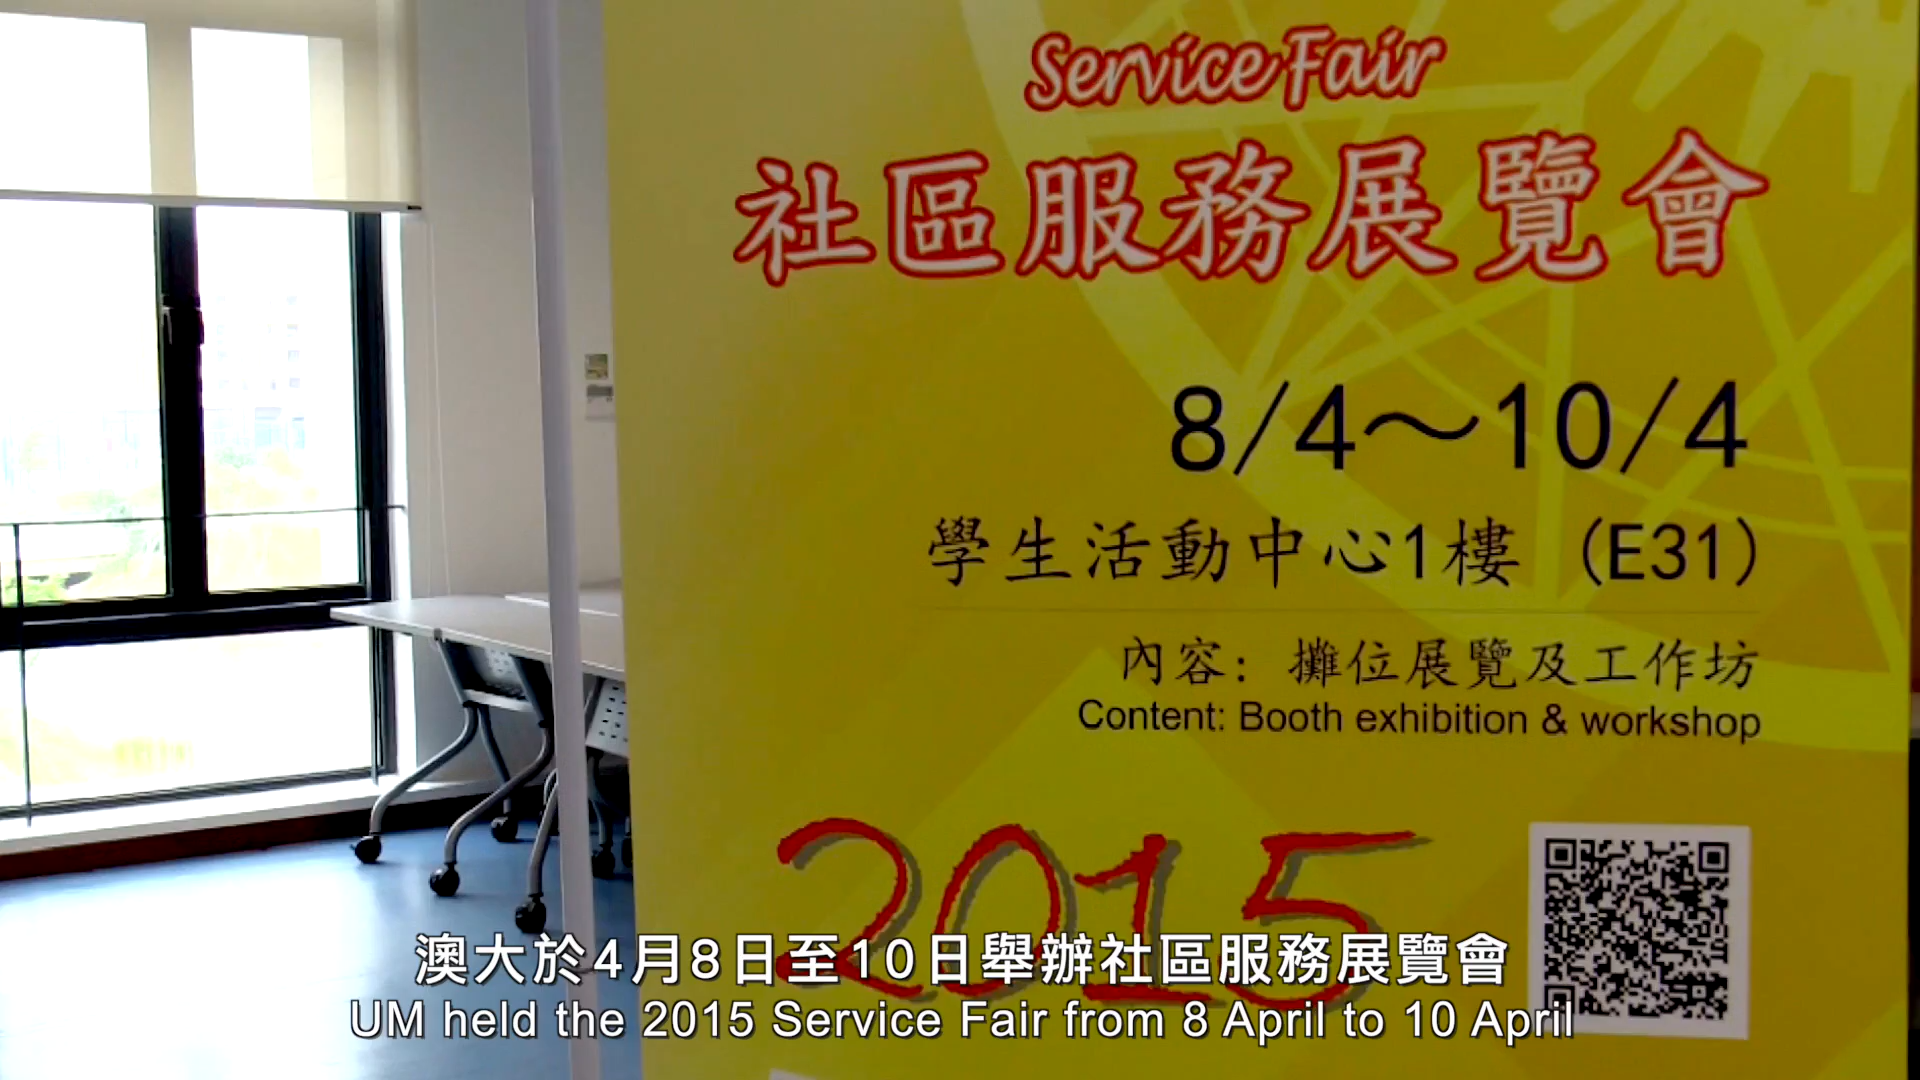 Service Fair
社區服務展覽會
8/4～10/4
學生活動中心1樓 (E31)
內容: 攤位展覽及工作坊
Content: Booth exhibition & workshop
2015
澳大於4月8日至10日舉辦社區服務展覽會
UM held the 2015 Service Fair from 8 April to 10 April